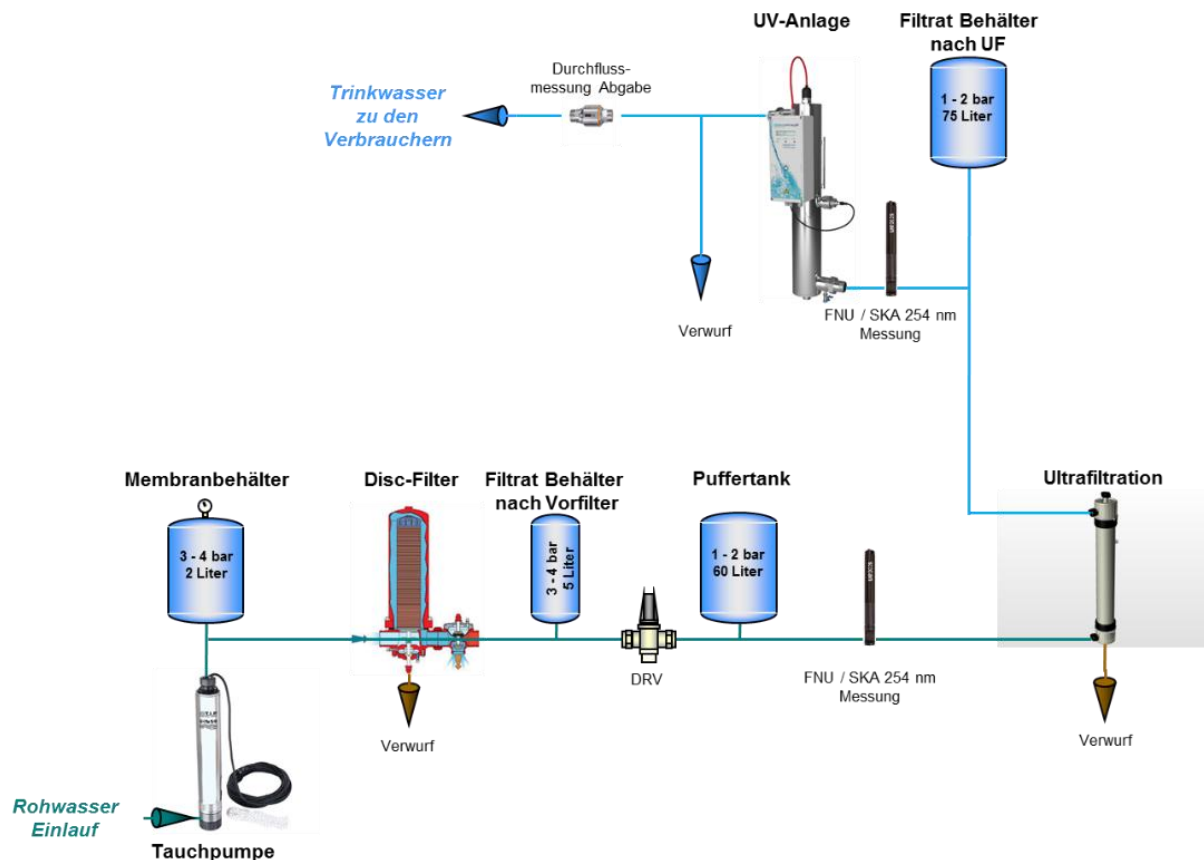 UV-Anlage
Filtrat Behälter
nach UF
Durchfluss-
messung Abgabe
Trinkwasser
zu den
Verbrauchern
1 - 2 bar
75 Liter
Verwurf
FNU / SKA 254 nm
Messung
Membranbehälter
Disc-Filter
Filtrat Behälter
nach Vorfilter
Puffertank
Ultrafiltration
3 - 4 bar
2 Liter
3 - 4 bar
5 Liter
1 - 2 bar
60 Liter
DRV
FNU / SKA 254 nm
Messung
Verwurf
Verwurf
Rohwasser
Einlauf
Tauchpumpe